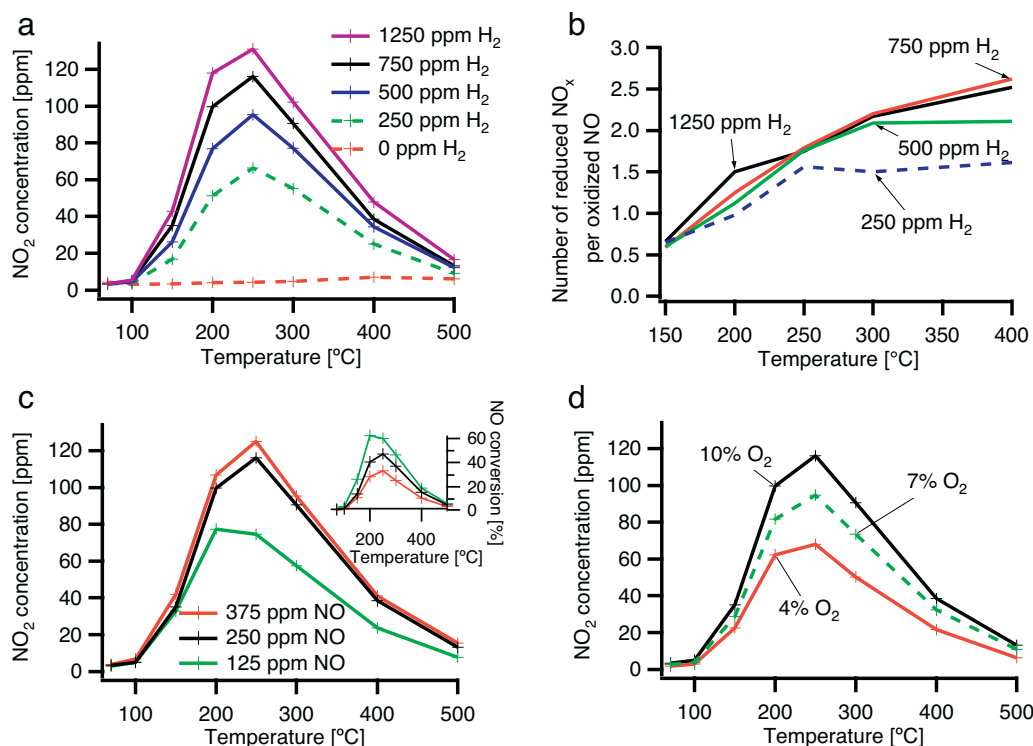 a
NO2 concentration [ppm]
120
100
80
60
40
20
0
1250 ppm H2
750 ppm H2
500 ppm H2
250 ppm H2
0 ppm H2
100 200 300 400 500
Temperature [ºC]
b
Number of reduced NOx
per oxidized NO
3.0
2.5
2.0
1.5
1.0
0.5
0.0
750 ppm H2
1250 ppm H2
500 ppm H2
250 ppm H2
150 200 250 300 350 400
Temperature [°C]
c
NO2 concentration [ppm]
120
100
80
60
40
20
0
NO
conversion [%]
60
40
20
0
200 400
Temperature [°C]
375 ppm NO
250 ppm NO
125 ppm NO
100 200 300 400 500
Temperature [°C]
d
NO2 concentration [ppm]
120
100
80
60
40
20
0
10% O2
7% O2
4% O2
100 200 300 400 500
Temperature [°C]